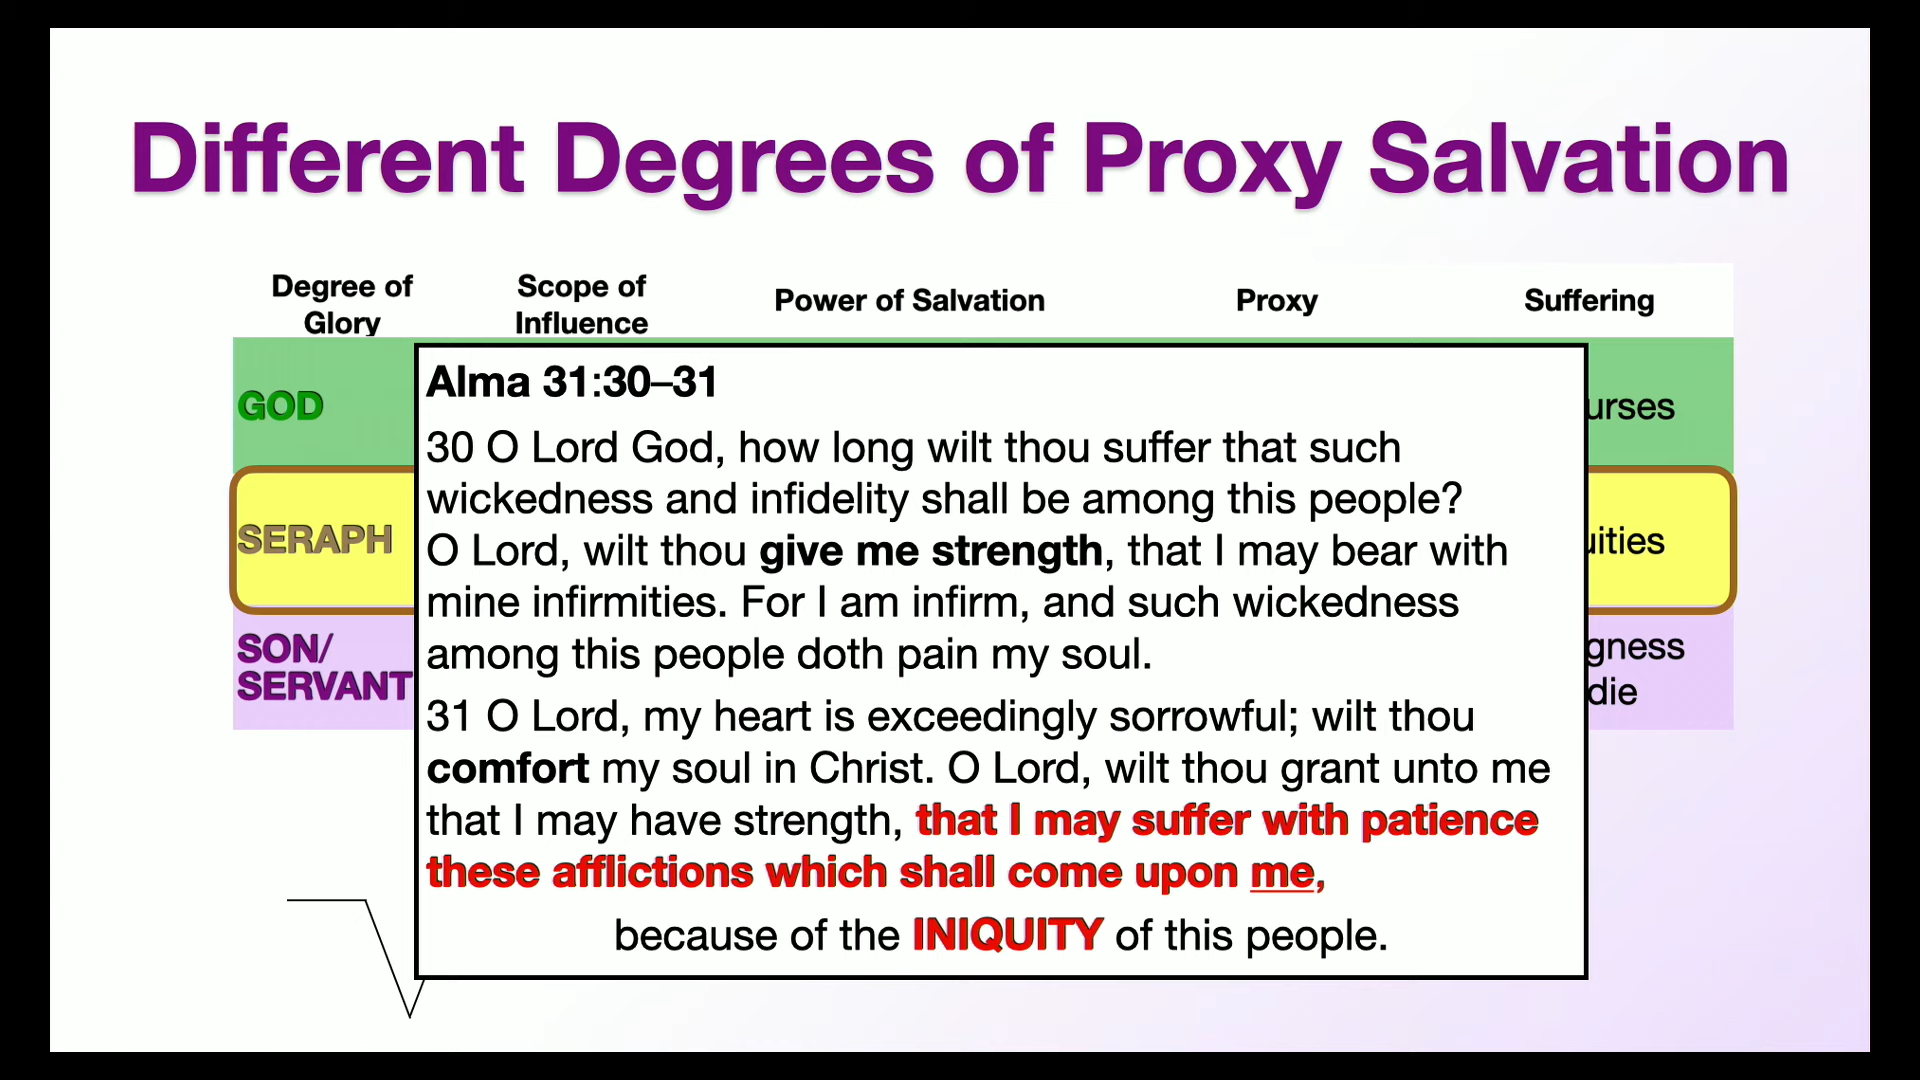 Different Degrees of Proxy Salvation
Degree of
Glory
Scope of
Influence
Power of Salvation
Proxy
Suffering
GOD
SERAPH
SON/
SERVANT
Alma 31:30–31
30 O Lord God, how long wilt thou suffer that such
wickedness and infidelity shall be among this people?
O Lord, wilt thou give me strength, that I may bear with
mine infirmities. For I am infirm, and such wickedness
among this people doth pain my soul.
31 O Lord, my heart is exceedingly sorrowful; wilt thou
comfort my soul in Christ. O Lord, wilt thou grant unto me
that I may have strength, that I may suffer with patience
these afflictions which shall come upon me,
because of the INIQUITY of this people.
die